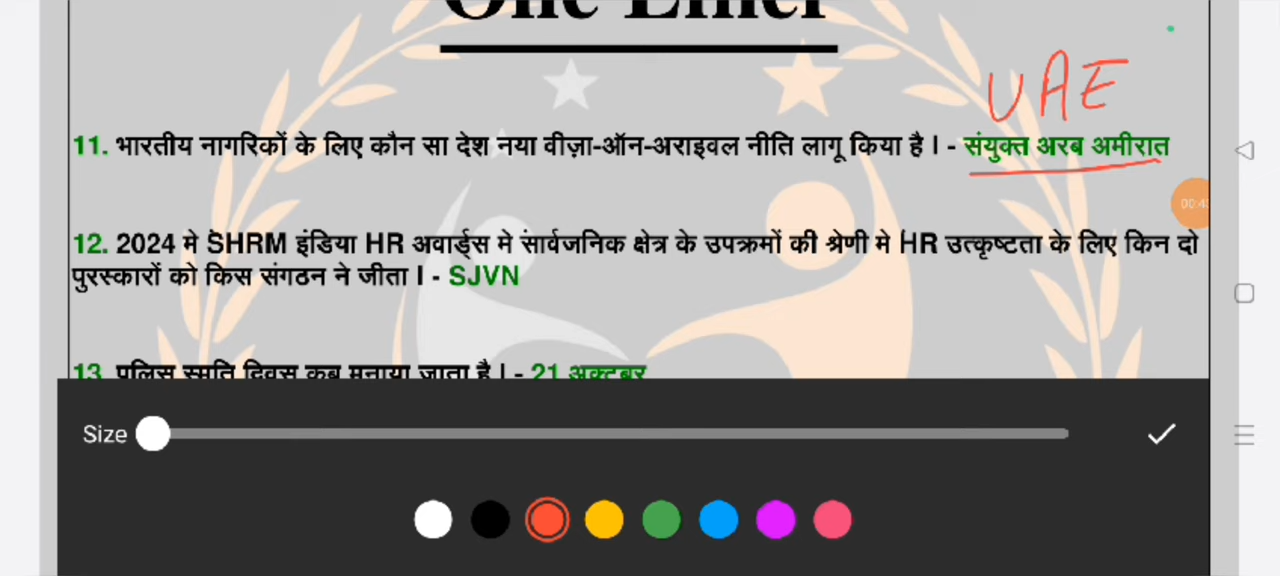 One Liner
UAE
11. भारतीय नागरिकों के लिए कौन सा देश नया वीज़ा-ऑन-अराइवल नीति लागू किया है I - संयुक्त अरब अमीरात
12. 2024 मे SHRM इंडिया HR अवार्ड्स मे सार्वजनिक क्षेत्र के उपक्रमों की श्रेणी मे HR उत्कृष्टता के लिए किन दो
पुरस्कारों को किस संगठन ने जीता I - SJVN
13. पुलिस स्मृति दिवस कब मनाया जाता है I - 21 अक्टूबर
Size